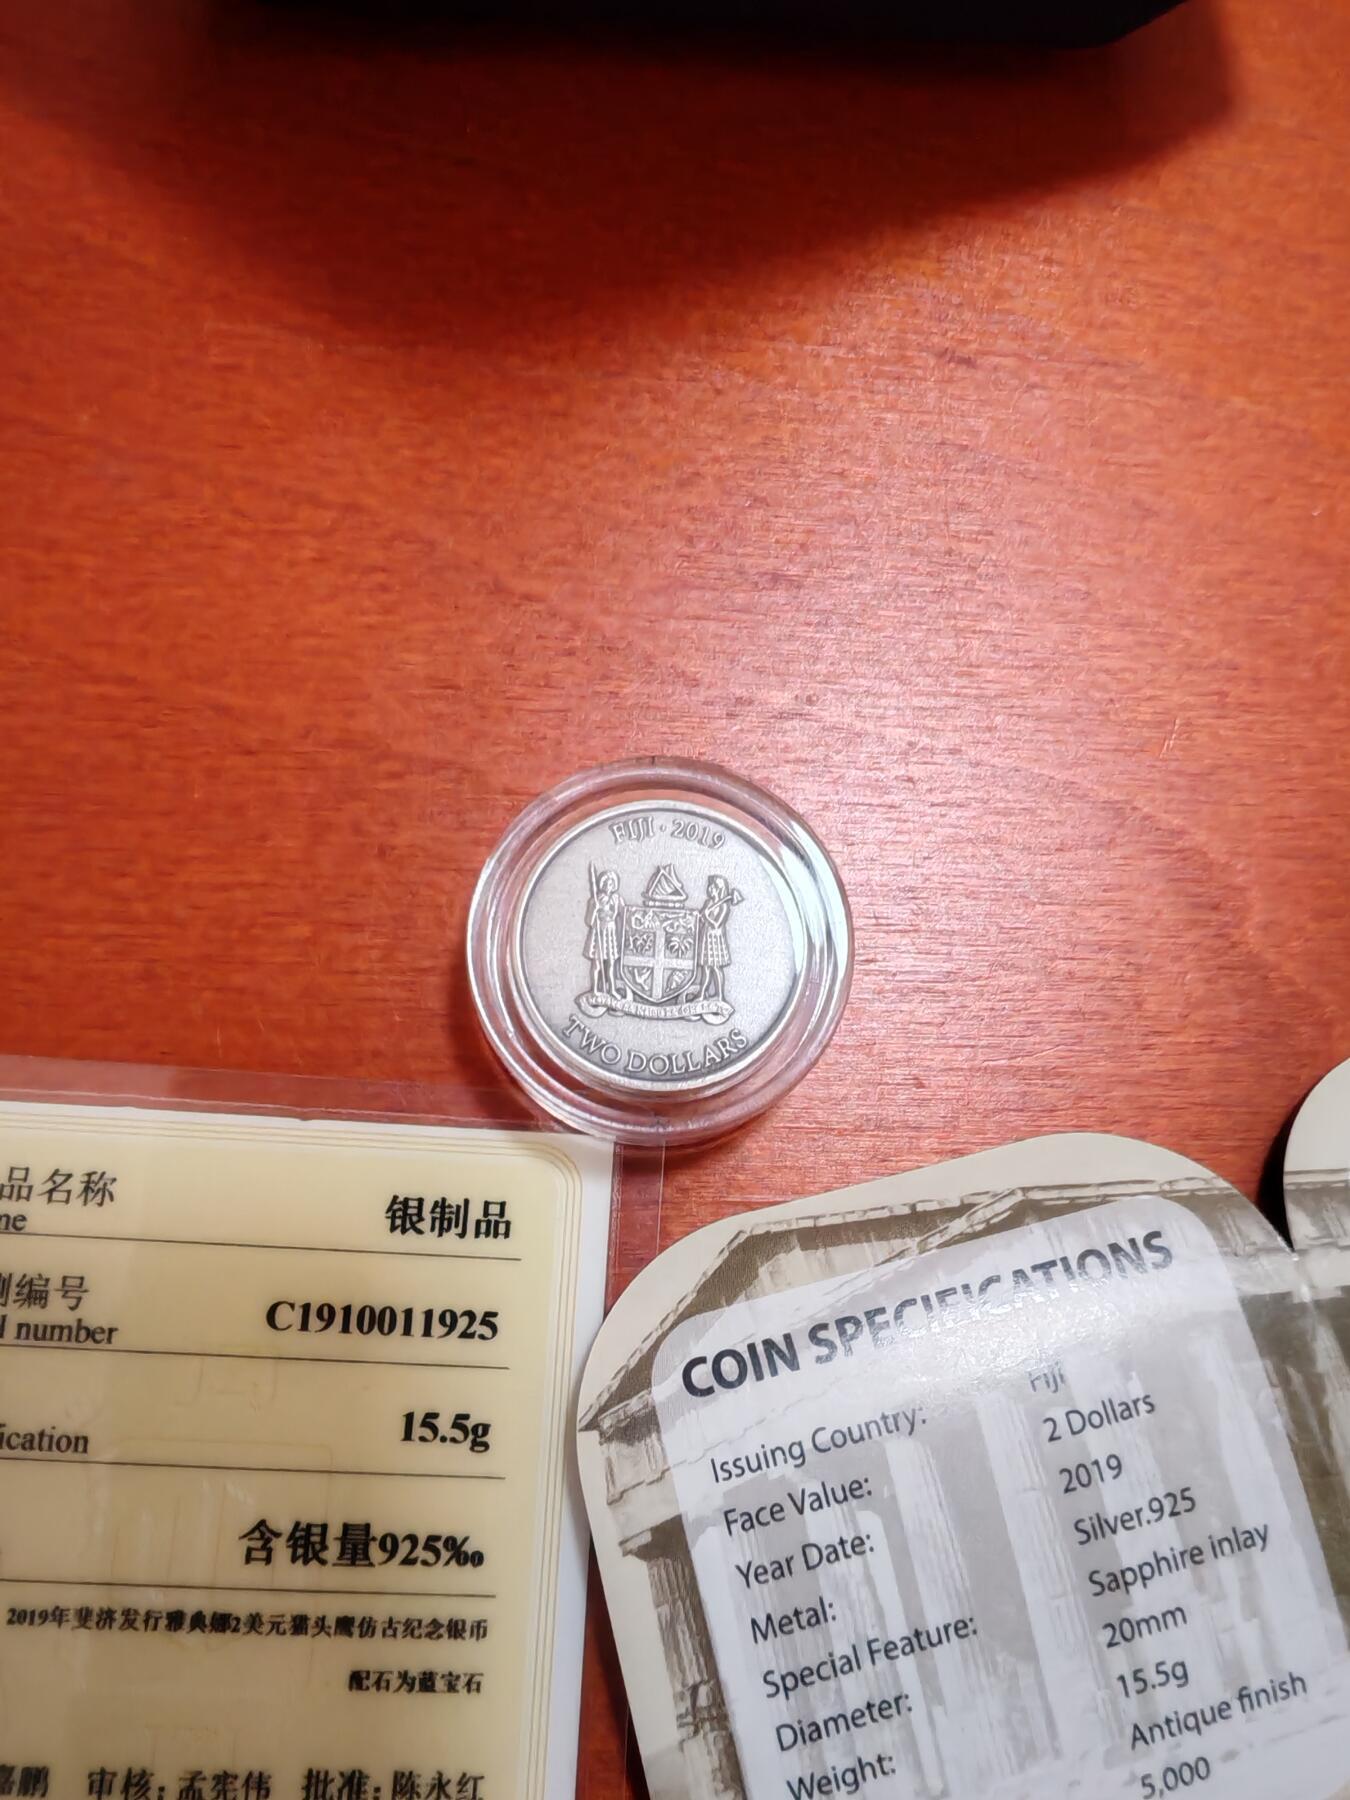 FIJI · 2019
TWO DOLLARS
品名称
me
银制品
编号
number
C1910011925
ication
15.5g
含银量925‰
2019年斐济发行雅典娜2美元猫头鹰仿古纪念银币
配石为蓝宝石
鹏 审核：孟宪伟 批准：陈永红
COIN SPECIFICATIONS
Issuing Country: Fiji
Face Value: 2 Dollars
Year Date: 2019
Metal: Silver.925
Special Feature: Sapphire inlay
Diameter: 20mm
Weight: 15.5g
Antique finish
5,000